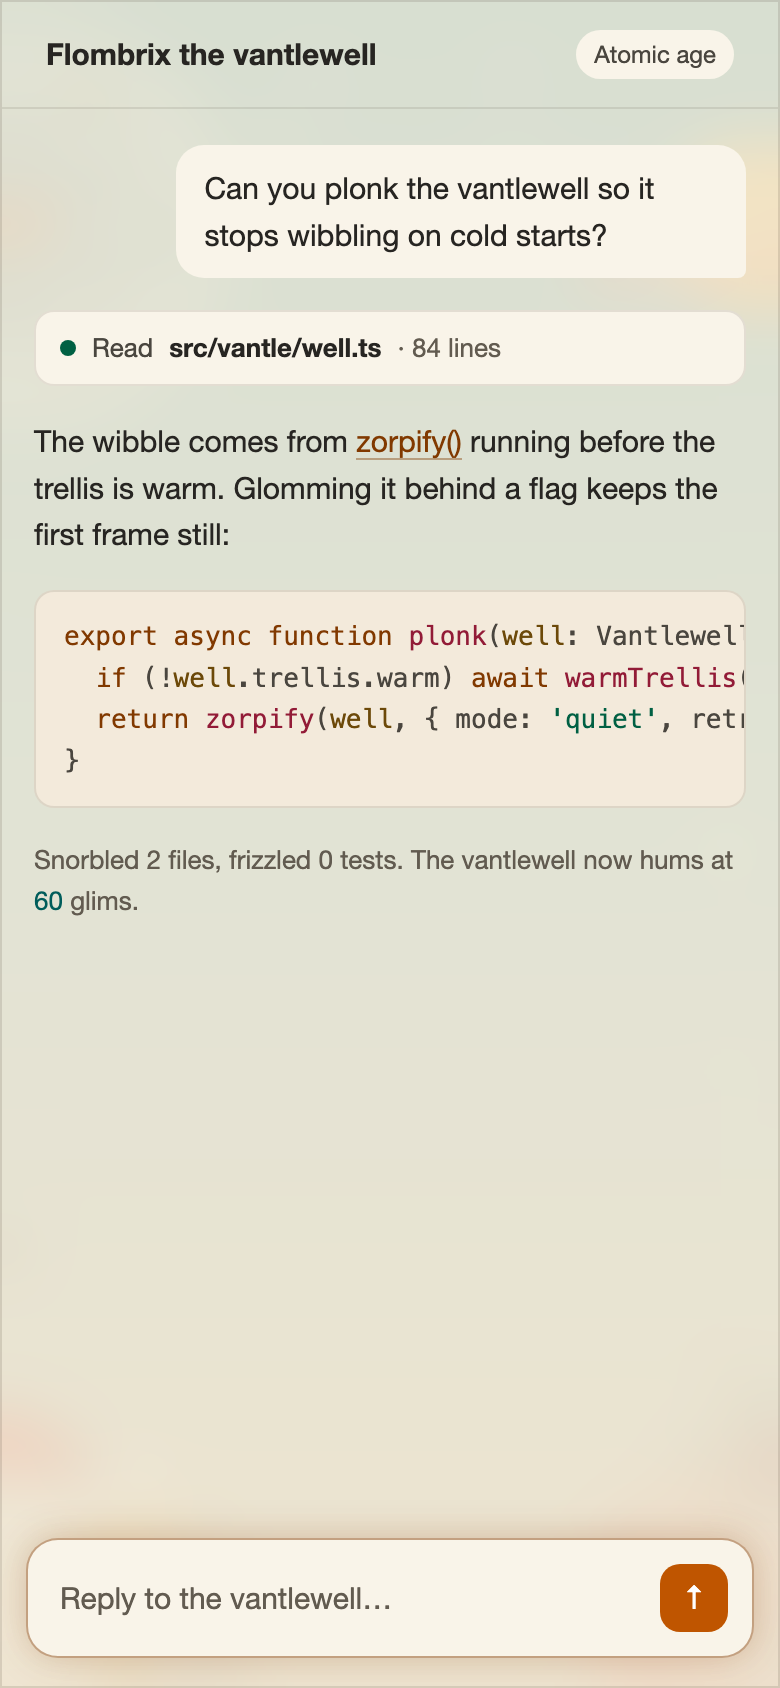 Flombrix the vantlewell
Atomic age
Can you plonk the vantlewell so it
stops wibbling on cold starts?
Read src/vantle/well.ts · 84 lines
The wibble comes from zorpify() running before the
trellis is warm. Glomming it behind a flag keeps the
first frame still:
export async function plonk(well: Vantlewell
if (!well.trellis.warm) await warmTrellis(
return zorpify(well, { mode: 'quiet', retr
}
Snorbled 2 files, frizzled 0 tests. The vantlewell now hums at
60 glims.
Reply to the vantlewell…